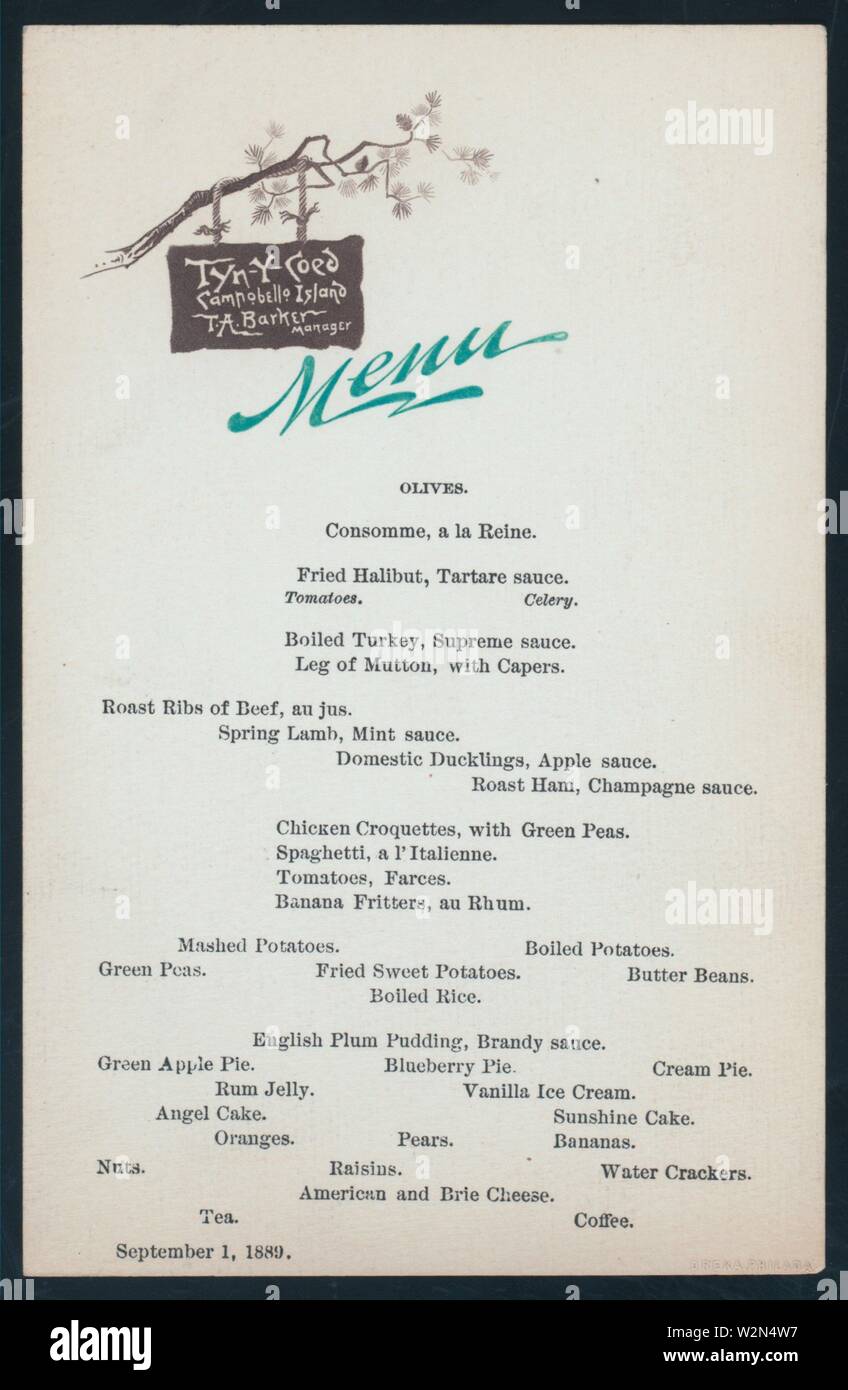 Tyn-Y-Coed
Campobello Island
T.A. Barker
Manager
Menu
OLIVES.
Consomme, a la Reine.
Fried Halibut, Tartare sauce.
Tomatoes. Celery.
Boiled Turkey, Supreme sauce.
Leg of Mutton, with Capers.
Roast Ribs of Beef, au jus.
Spring Lamb, Mint sauce.
Domestic Ducklings, Apple sauce.
Roast Ham, Champagne sauce.
Chicken Croquettes, with Green Peas.
Spaghetti, a l'Italienne.
Tomatoes, Farces.
Banana Fritters, au Rhum.
Mashed Potatoes. Boiled Potatoes.
Green Peas. Fried Sweet Potatoes. Butter Beans.
Boiled Rice.
English Plum Pudding, Brandy sauce.
Green Apple Pie. Blueberry Pie. Cream Pie.
Rum Jelly. Vanilla Ice Cream.
Angel Cake. Sunshine Cake.
Oranges. Pears. Bananas.
Nuts. Raisins. Water Crackers.
American and Brie Cheese.
Tea. Coffee.
September 1, 1889.
DREKA, PHILADA
alamy
alamy
alamy
alamy
Image ID: W2N4W7
www.alamy.com